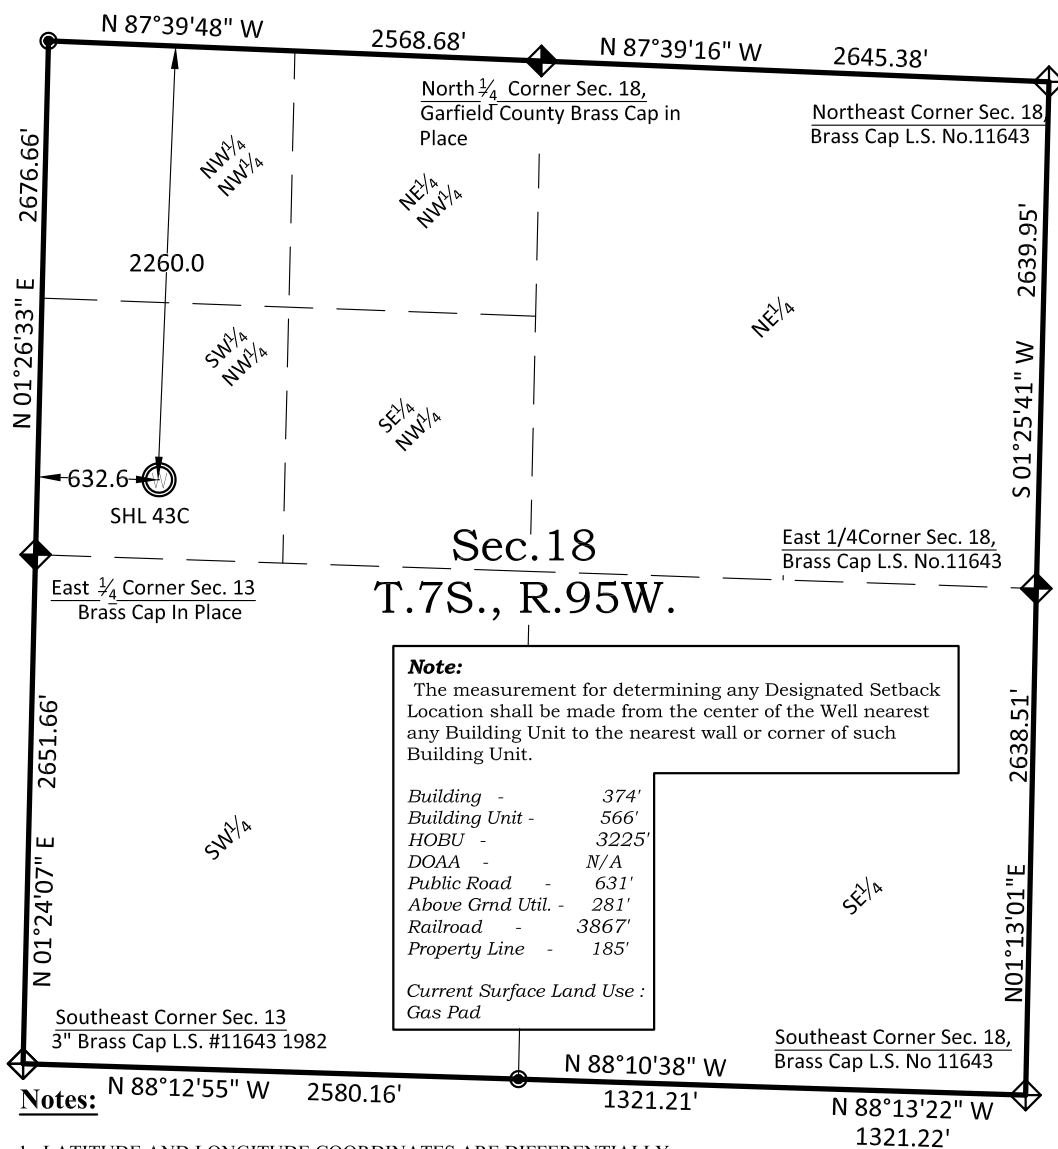 N 87°39'48" W 2568.68'
N 87°39'16" W 2645.38'
North 1/4 Corner Sec. 18,
Garfield County Brass Cap in
Place
Northeast Corner Sec. 18,
Brass Cap L.S. No.11643
2676.66'
N 01°26'33" E
NW1/4
NW1/4
NE1/4
NW1/4
2260.0
SW1/4
NW1/4
SE1/4
NW1/4
NE1/4
2639.95'
S 01°25'41" W
632.6
W
SHL 43C
Sec.18
T.7S., R.95W.
East 1/4Corner Sec. 18,
Brass Cap L.S. No.11643
East 1/4 Corner Sec. 13
Brass Cap In Place
2651.66'
N 01°24'07" E
SW1/4
Note:
The measurement for determining any Designated Setback
Location shall be made from the center of the Well nearest
any Building Unit to the nearest wall or corner of such
Building Unit.
Building - 374'
Building Unit - 566'
HOBU - 3225'
DOAA - N/A
Public Road - 631'
Above Grnd Util. - 281'
Railroad - 3867'
Property Line - 185'
Current Surface Land Use :
Gas Pad
2638.51'
N01°13'01"E
SE1/4
Southeast Corner Sec. 13
3" Brass Cap L.S. #11643 1982
Southeast Corner Sec. 18,
Brass Cap L.S. No 11643
N 88°12'55" W 2580.16'
N 88°10'38" W
1321.21'
N 88°13'22" W
1321.22'
Notes:
1. LATITUDE AND LONGITUDE COORDINATES ARE DIFFERENTIALLY